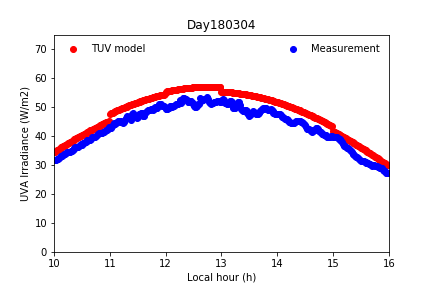 Day180304
TUV model
Measurement
UVA Irradiance (W/m2)
70
60
50
40
30
20
10
0
10 11 12 13 14 15 16
Local hour (h)